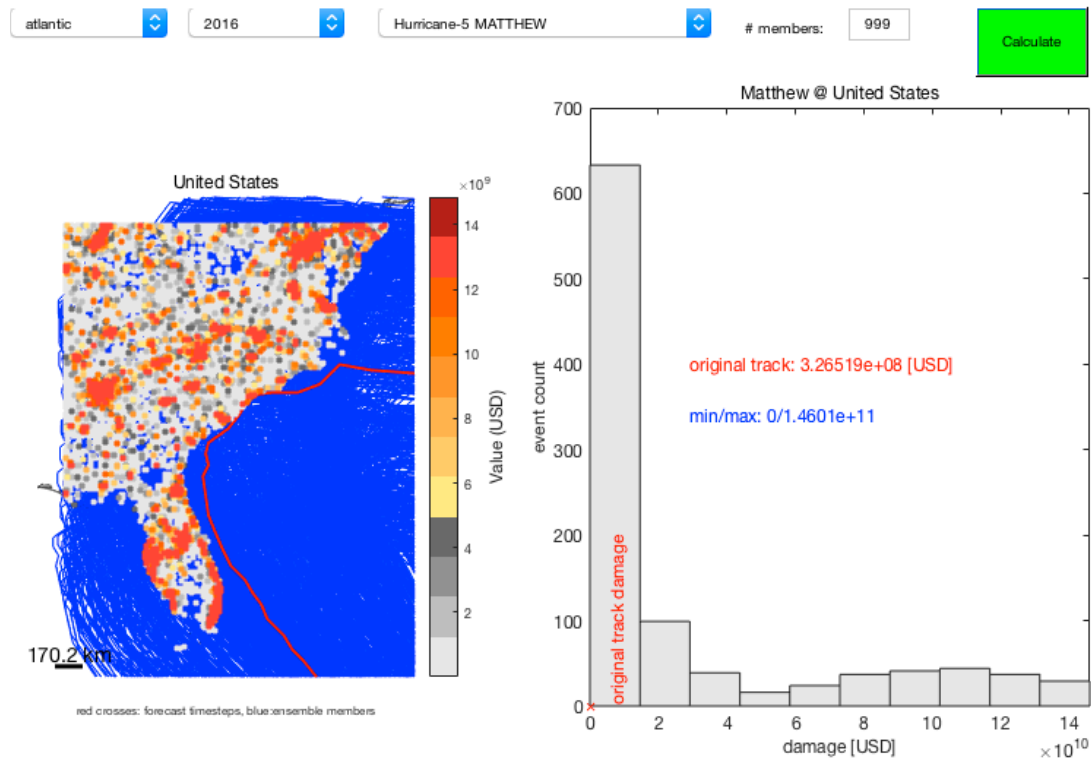 atlantic
2016
Hurricane-5 MATTHEW
# members:
999
Calculate
United States
×10⁹
14
12
10
8
6
4
2
Value (USD)
170.2 km
red crosses: forecast timesteps, blue:ensemble members
Matthew @ United States
700
600
500
400
300
200
100
0
event count
original track: 3.26519e+08 [USD]
min/max: 0/1.4601e+11
original track damage
0
2
4
6
8
10
12
14
×10¹⁰
damage [USD]